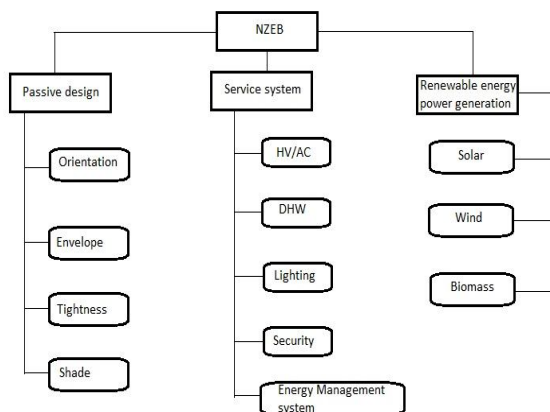 NZEB
Passive design
Orientation
Envelope
Tightness
Shade
Service system
HV/AC
DHW
Lighting
Security
Energy Management
system
Renewable energy
power generation
Solar
Wind
Biomass